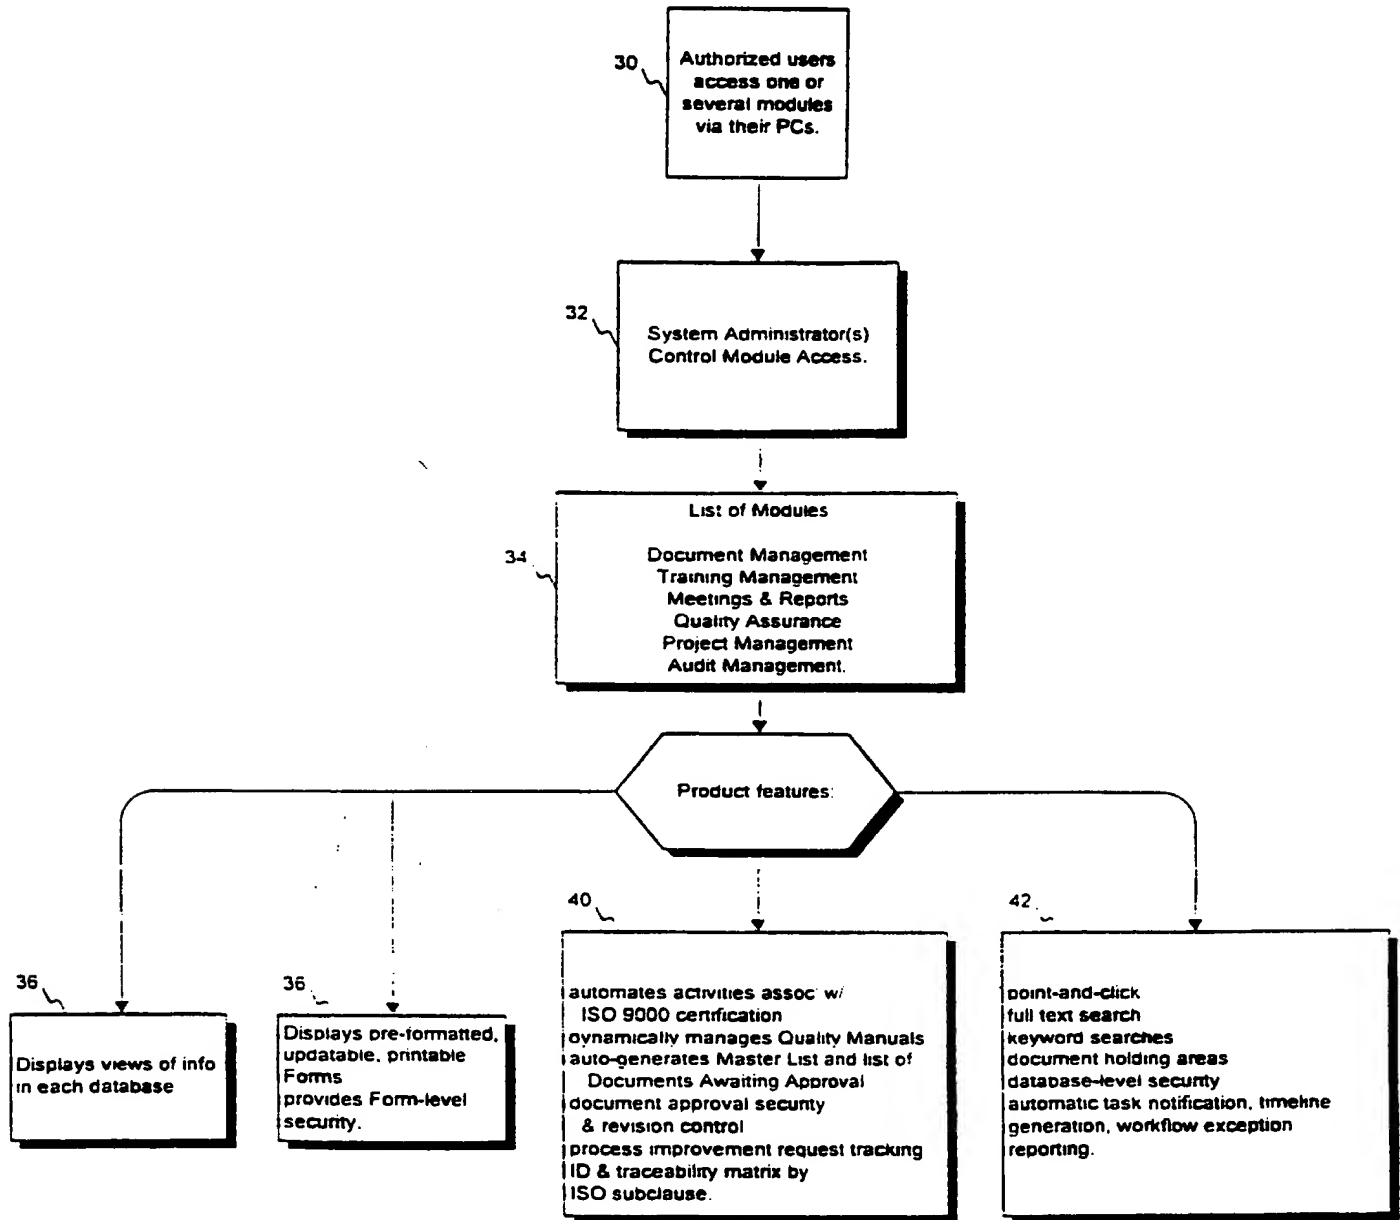 30
Authorized users
access one or
several modules
via their PCs.
32
System Administrator(s)
Control Module Access.
34
List of Modules
Document Management
Training Management
Meetings & Reports
Quality Assurance
Project Management
Audit Management.
Product features:
36
Displays views of info
in each database
36
Displays pre-formatted,
updatable, printable
Forms
provides Form-level
security.
40
automates activities assoc w/
ISO 9000 certification
dynamically manages Quality Manuals
auto-generates Master List and list of
Documents Awaiting Approval
document approval security
& revision control
process improvement request tracking
ID & traceability matrix by
ISO subclause.
42
point-and-click
full text search
keyword searches
document holding areas
database-level security
automatic task notification, timeline
generation, workflow exception
reporting.